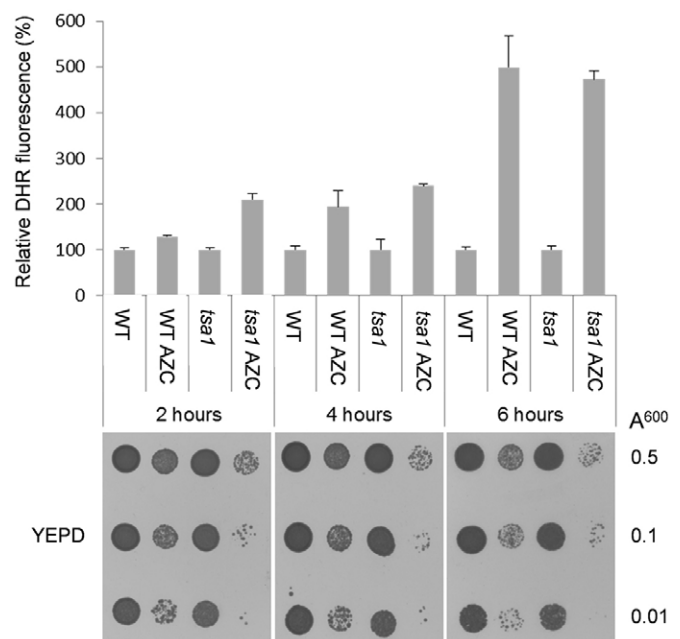 Relative DHR fluorescence (%)
600
500
400
300
200
100
0
WT
WT AZC
tsa1
tsa1 AZC
WT
WT AZC
tsa1
tsa1 AZC
WT
WT AZC
tsa1
tsa1 AZC
2 hours
4 hours
6 hours
A600
0.5
YEPD
0.1
0.01